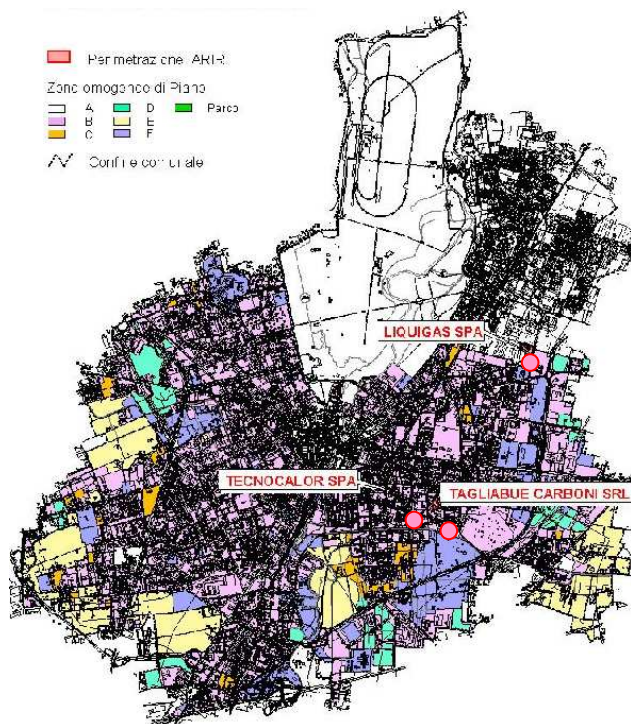 Perimetrazione ARIR
Zone omogenee di Piano
A D Parco
B E
C F
Confine comunale
LIQUIGAS SPA
TECNOCALOR SPA
TAGLIABUE CARBONI SRL